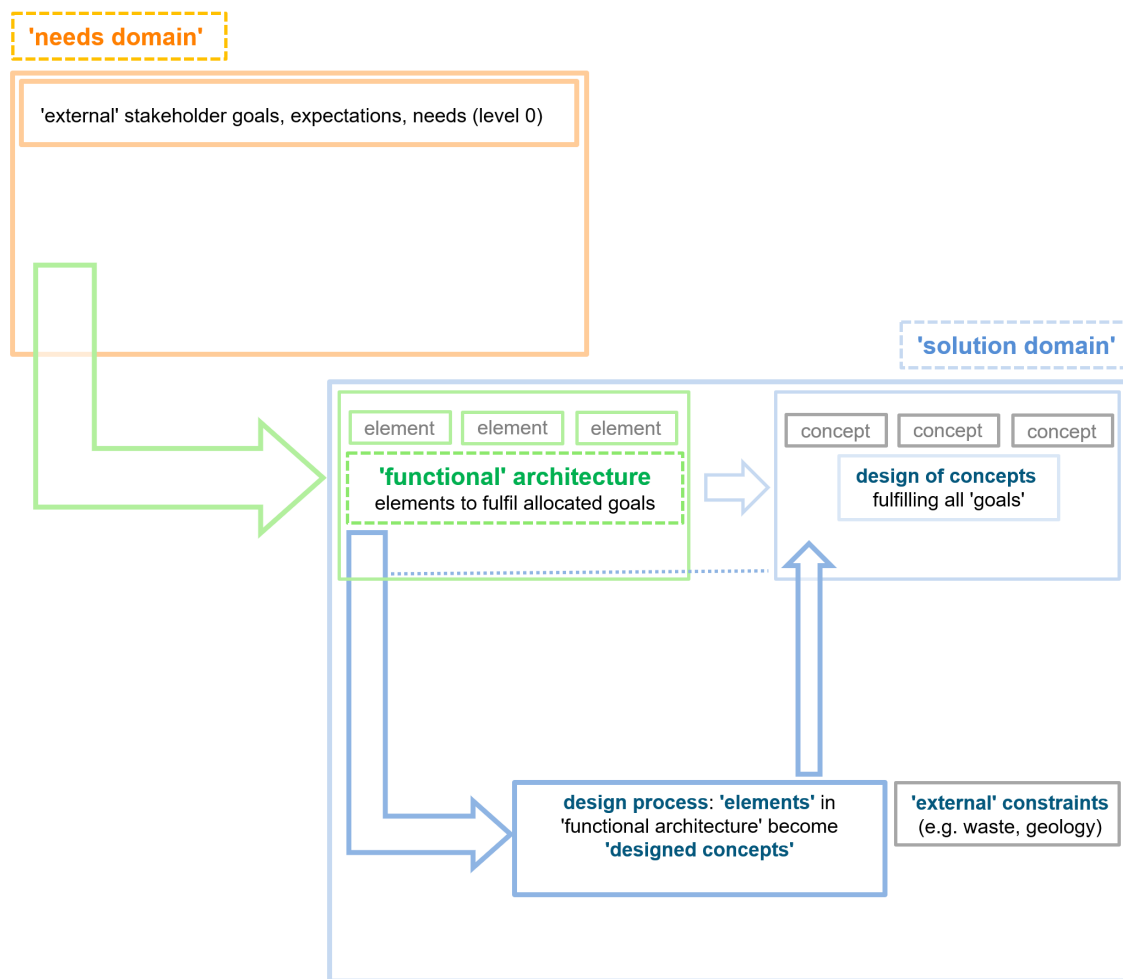 'needs domain'
'external' stakeholder goals, expectations, needs (level 0)
'solution domain'
element
element
element
'functional' architecture
elements to fulfil allocated goals
concept
concept
concept
design of concepts
fulfilling all 'goals'
design process: 'elements' in
'functional architecture' become
'designed concepts'
'external' constraints
(e.g. waste, geology)